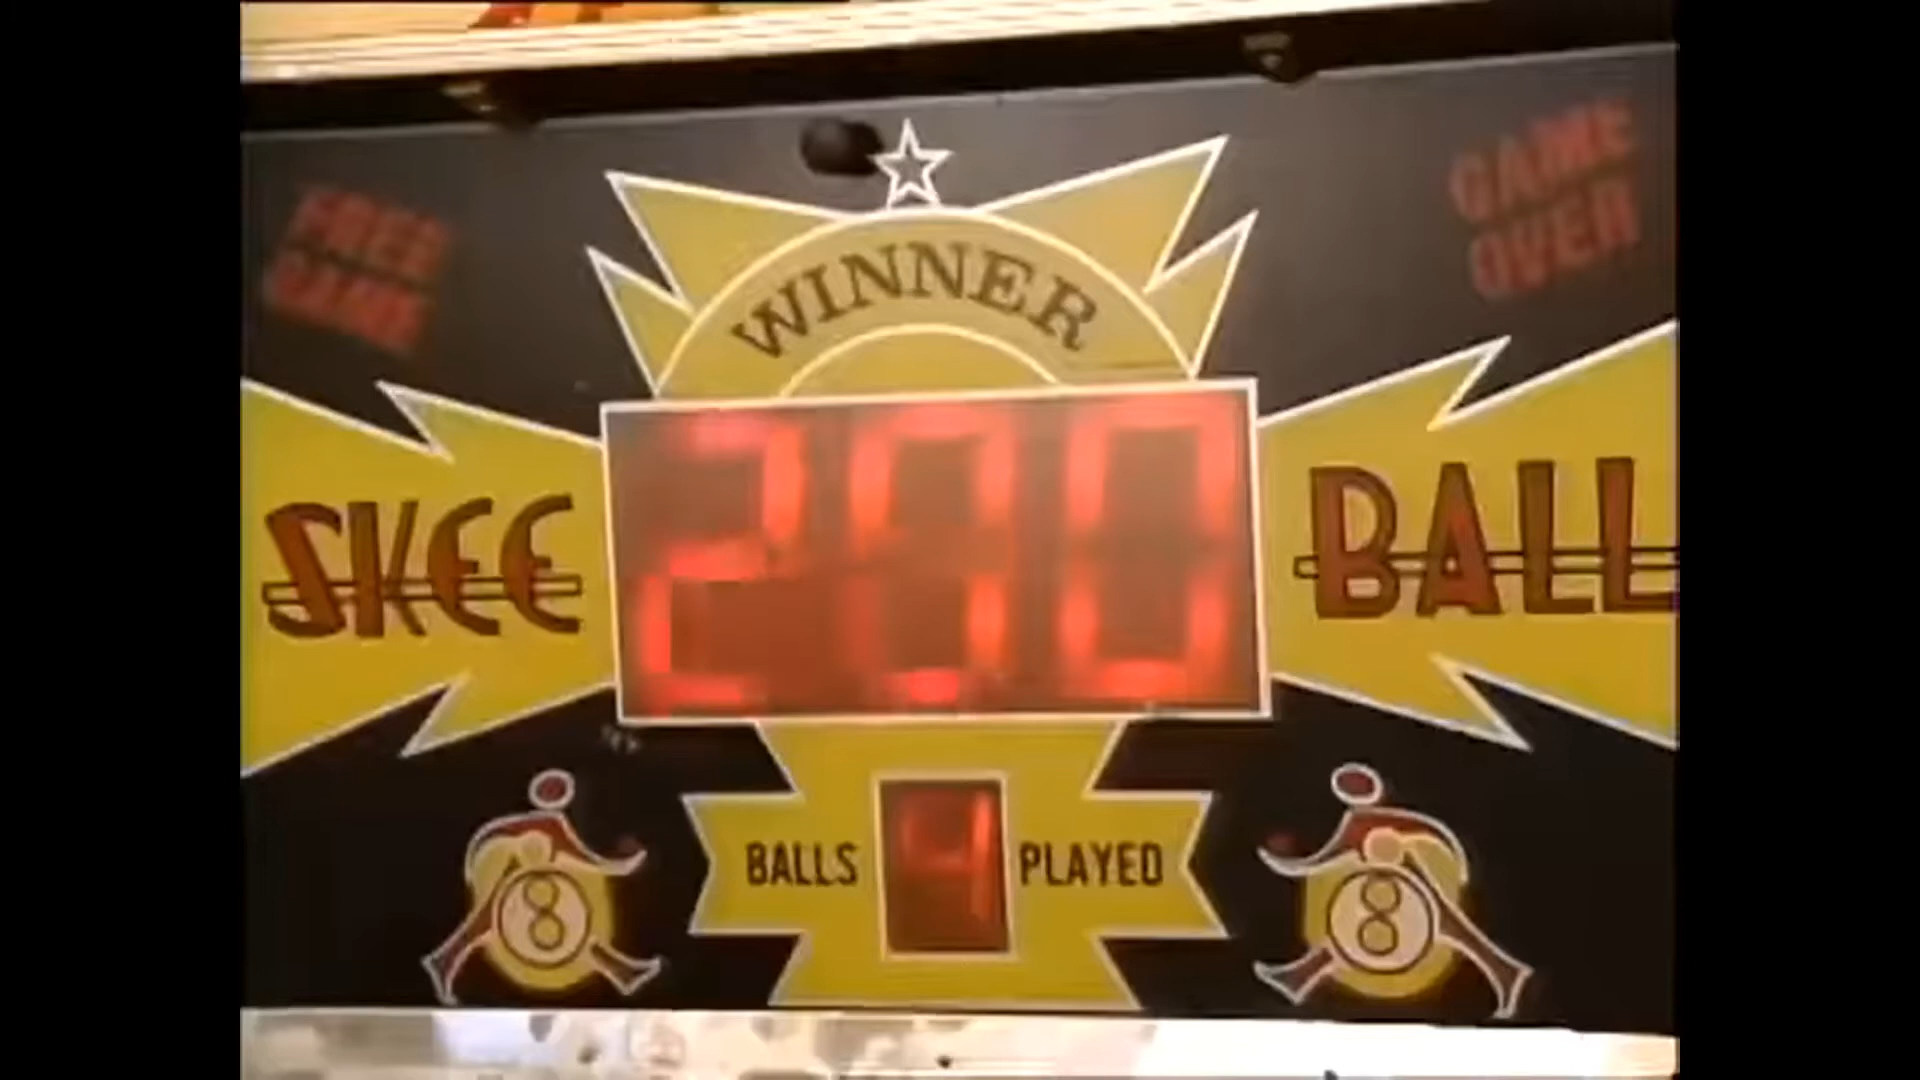 FREE
GAME
GAME
OVER
WINNER
SKEE
200
BALL
BALLS
4
PLAYED
8
8